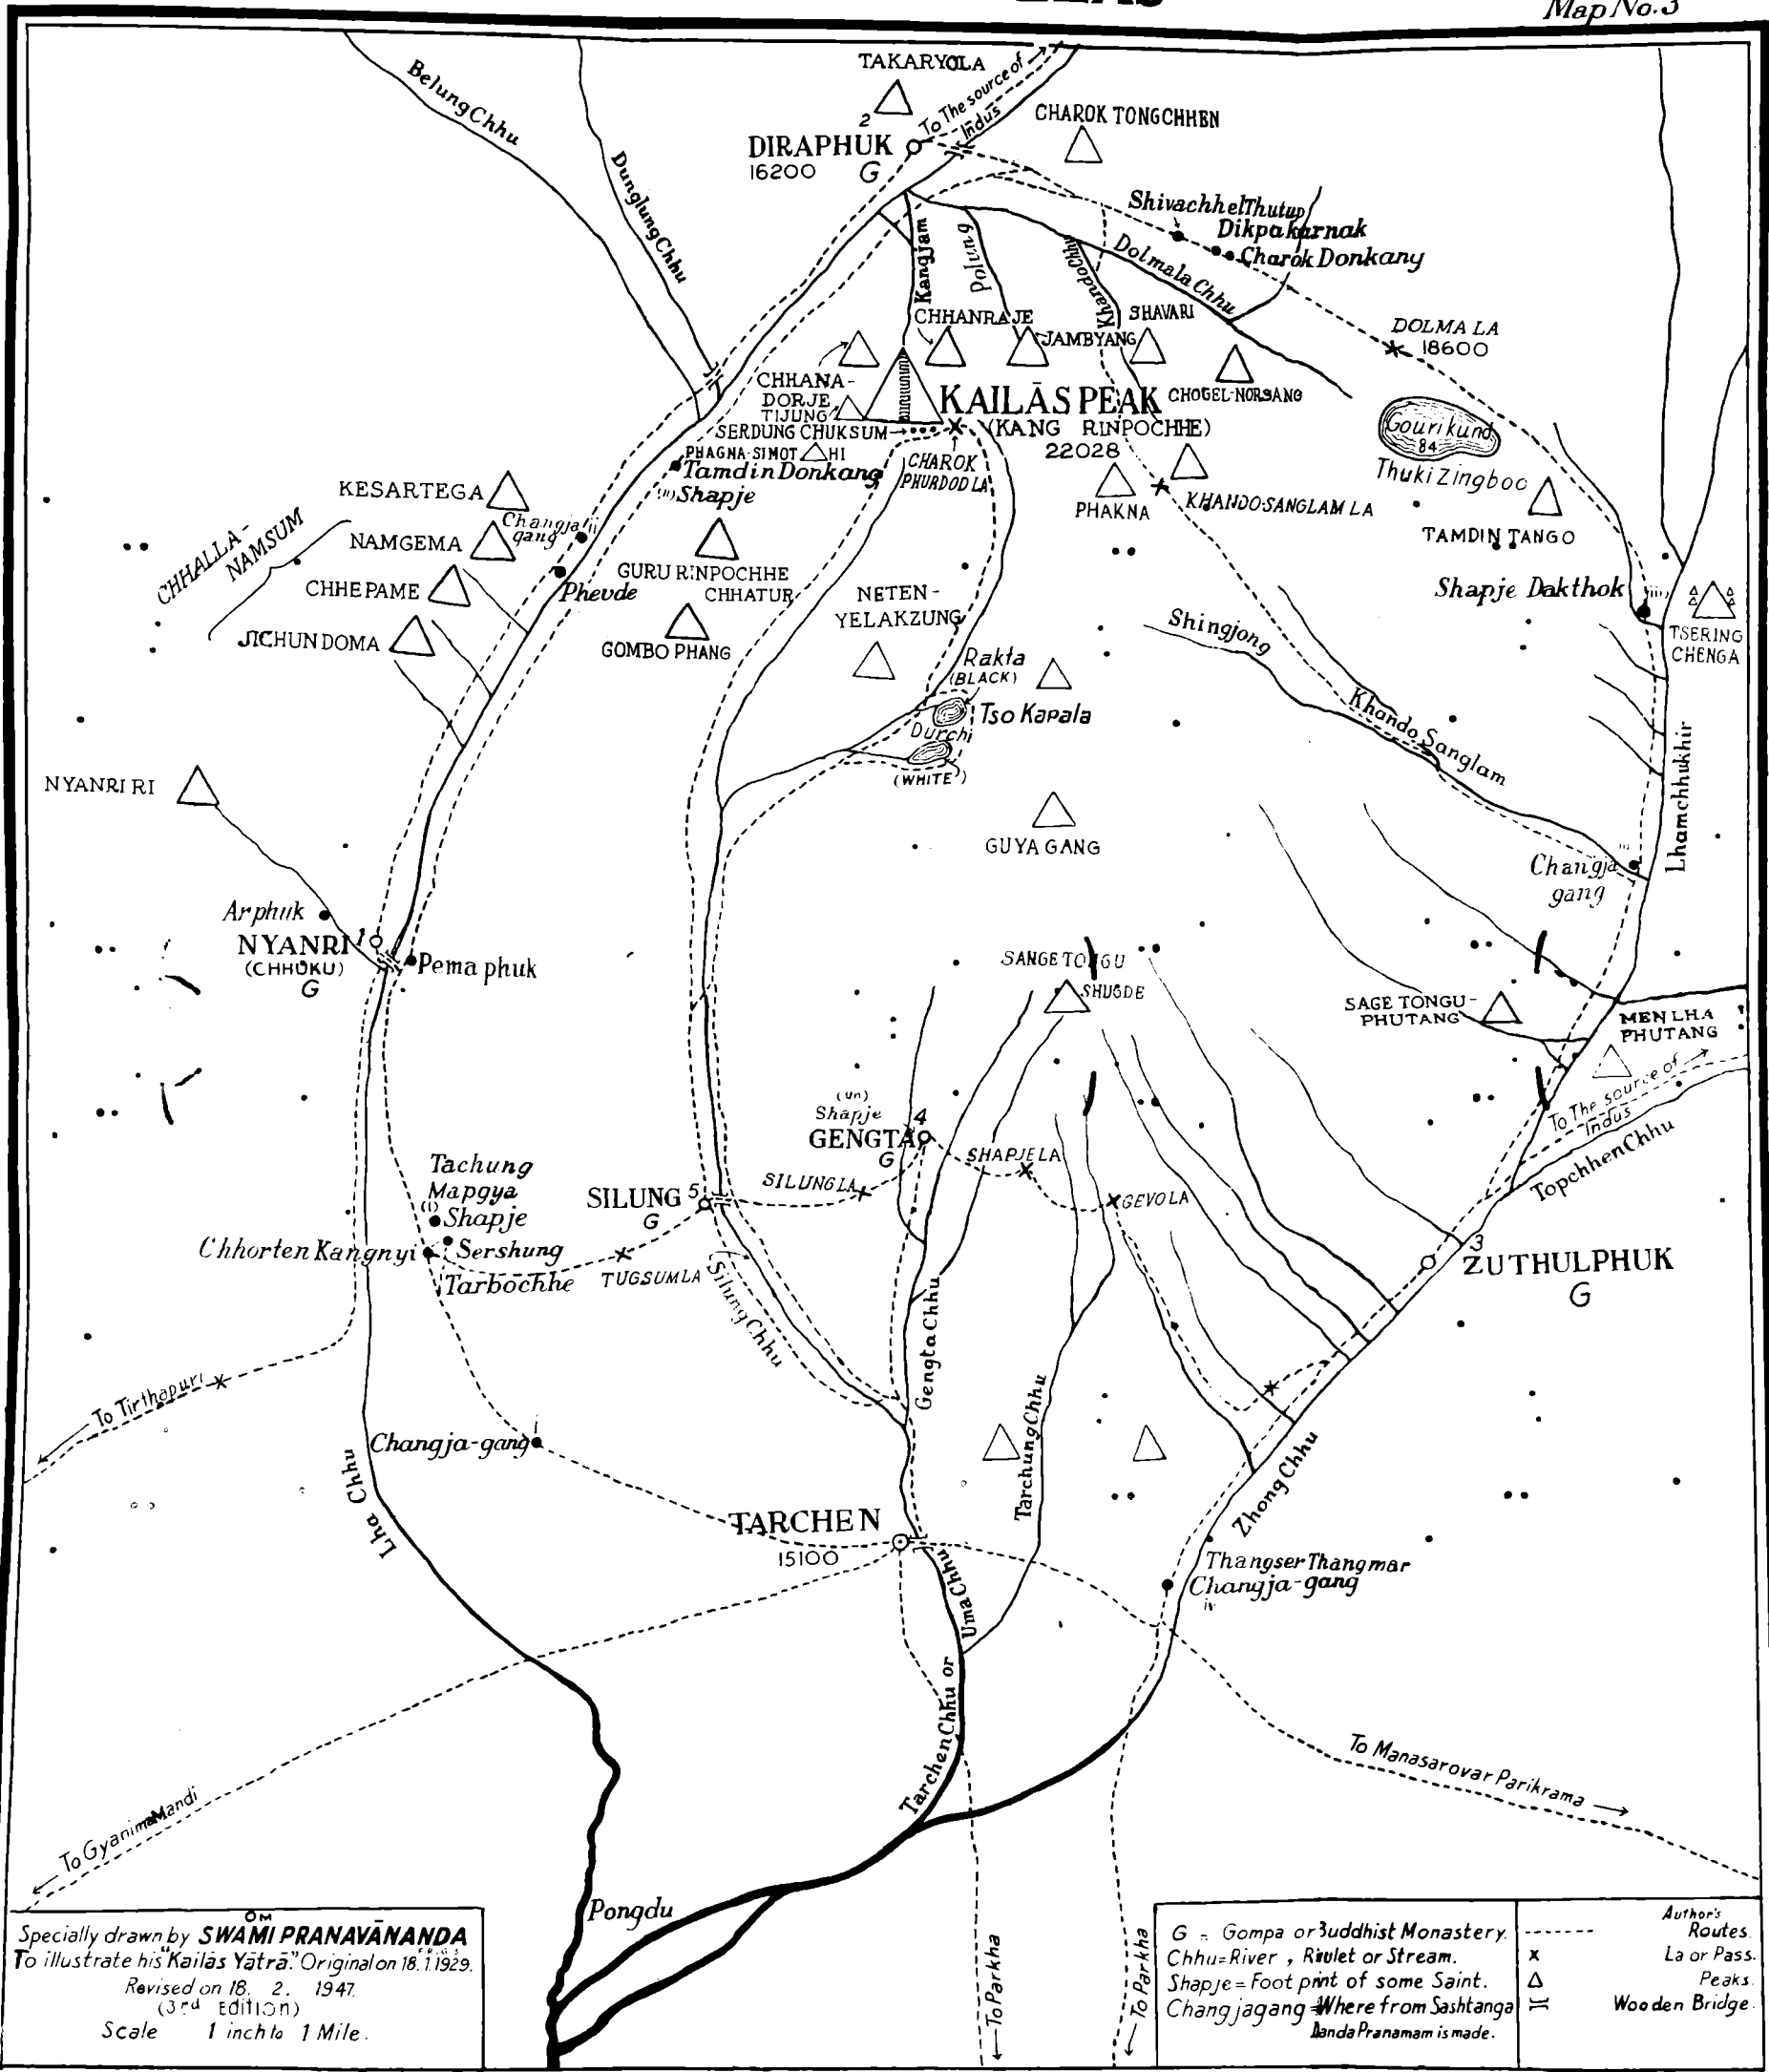 Map No. 3
TAKARYOLA
2
To The source of
Indus
DIRAPHUK
16200
G
CHAROK TONGCHHEN
Belung Chhu
Dunglung Chhu
Shivachhel Thutup
Dikpakarnak
Charok Donkany
Kangjam
Polung
Khando Chhu
Dolmala Chhu
DOLMA LA
18600
CHHANRAJE
JAMBYANG
SHAVARI
CHHANA-
DORJE
TIJUNG
KAILĀS PEAK
(KANG RINPOCHHE)
22028
CHOGEL-NORSANG
SERDUNG CHUKSUM
CHAROK
PHURDOD LA
PHAGNA-SIMOTHI
Tamdin Donkang
(ii) Shapje
Gourikund
84
Thuki Zingboo
KESARTEGA
NAMGEMA
CHHEPAME
JICHUN DOMA
CHHALLA-
NAMSUM
Changja ii
gang
Phevde
GURU RINPOCHHE
CHHATUR
GOMBO PHANG
PHAKNA
KHANDO-SANGLAM LA
TAMDIN TANGO
Shapje Dakthok
(iii)
TSERING
CHENGA
NETEN-
YELAKZUNG
Rakta
(BLACK)
Tso Kapala
Durchi
(WHITE)
Shingjong
Khando Sanglam
Lhamchhukhir
NYANRI RI
GUYA GANG
Changja
gang
Arphuk
NYANRI 1
(CHHUKU)
G
Pema phuk
SANGE TONGU
SHUGDE
SAGE TONGU-
PHUTANG
MENLHA
PHUTANG
To The source of
Indus
Topchhen Chhu
Shapje
GENGTA 4
G
SHAPJE LA
GEVO LA
Tachung
Mapgya
(i)
Shapje
Chhorten Kangnyi
Sershung
Tarbochhe
SILUNG 5
G
SILUNG LA
TUGSUM LA
Silung Chhu
3
ZUTHULPHUK
G
Gengta Chhu
Tarchung Chhu
Zhong Chhu
To Tirthapuri
Changja-gang
i
Lha Chhu
TARCHEN
15100
Thangser Thangmar
Changja-gang
iv
Tarchen Chhu or
Uma Chhu
To Manasarovar Parikrama
To Gyanima Mandi
Pongdu
To Parkha
To Parkha
OM
Specially drawn by SWĀMI PRANAVĀNANDA
F.R.G.S
To illustrate his "Kailās Yātrā." Original on 18.1.1929.
Revised on 18. 2. 1947.
(3rd Edition)
Scale 1 inch to 1 Mile.
G = Gompa or Buddhist Monastery.
Chhu = River, Rivulet or Stream.
Shapje = Foot print of some Saint.
Changjagang = Where from Sashtanga
Danda Pranamam is made.
Author's
Routes.
x La or Pass.
Peaks.
Wooden Bridge.